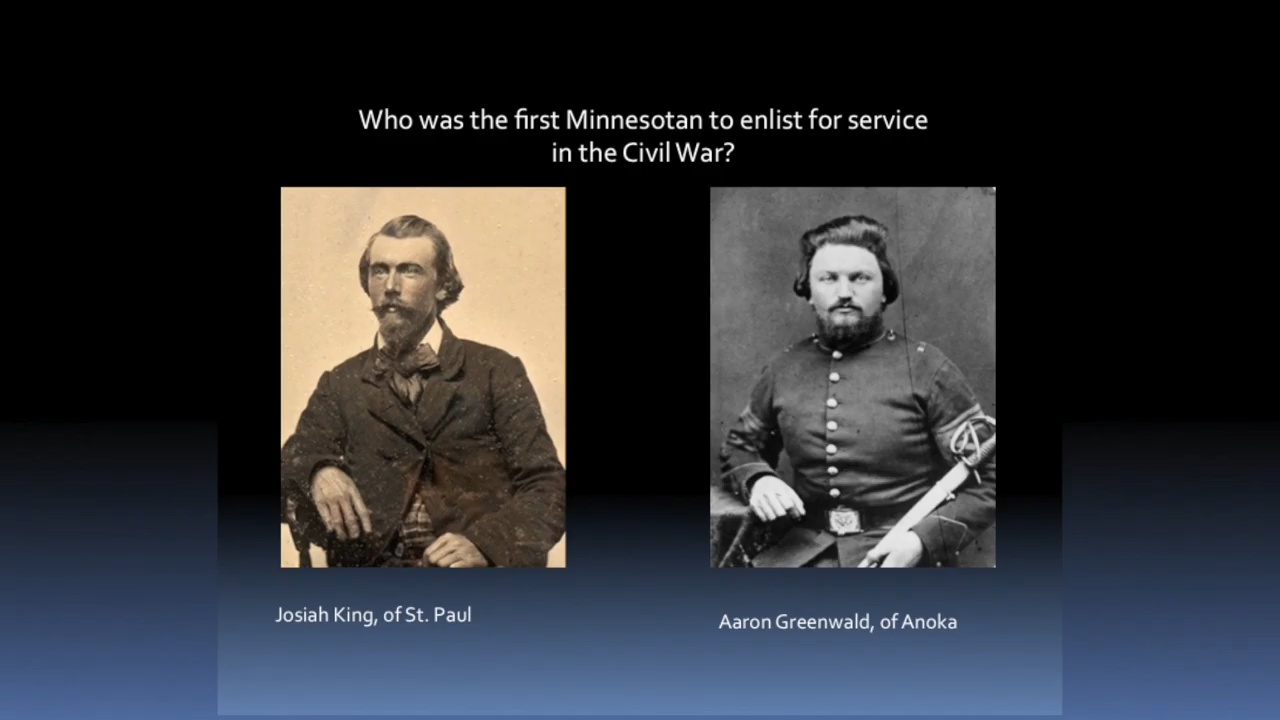 Who was the first Minnesotan to enlist for service
in the Civil War?
Josiah King, of St. Paul
Aaron Greenwald, of Anoka